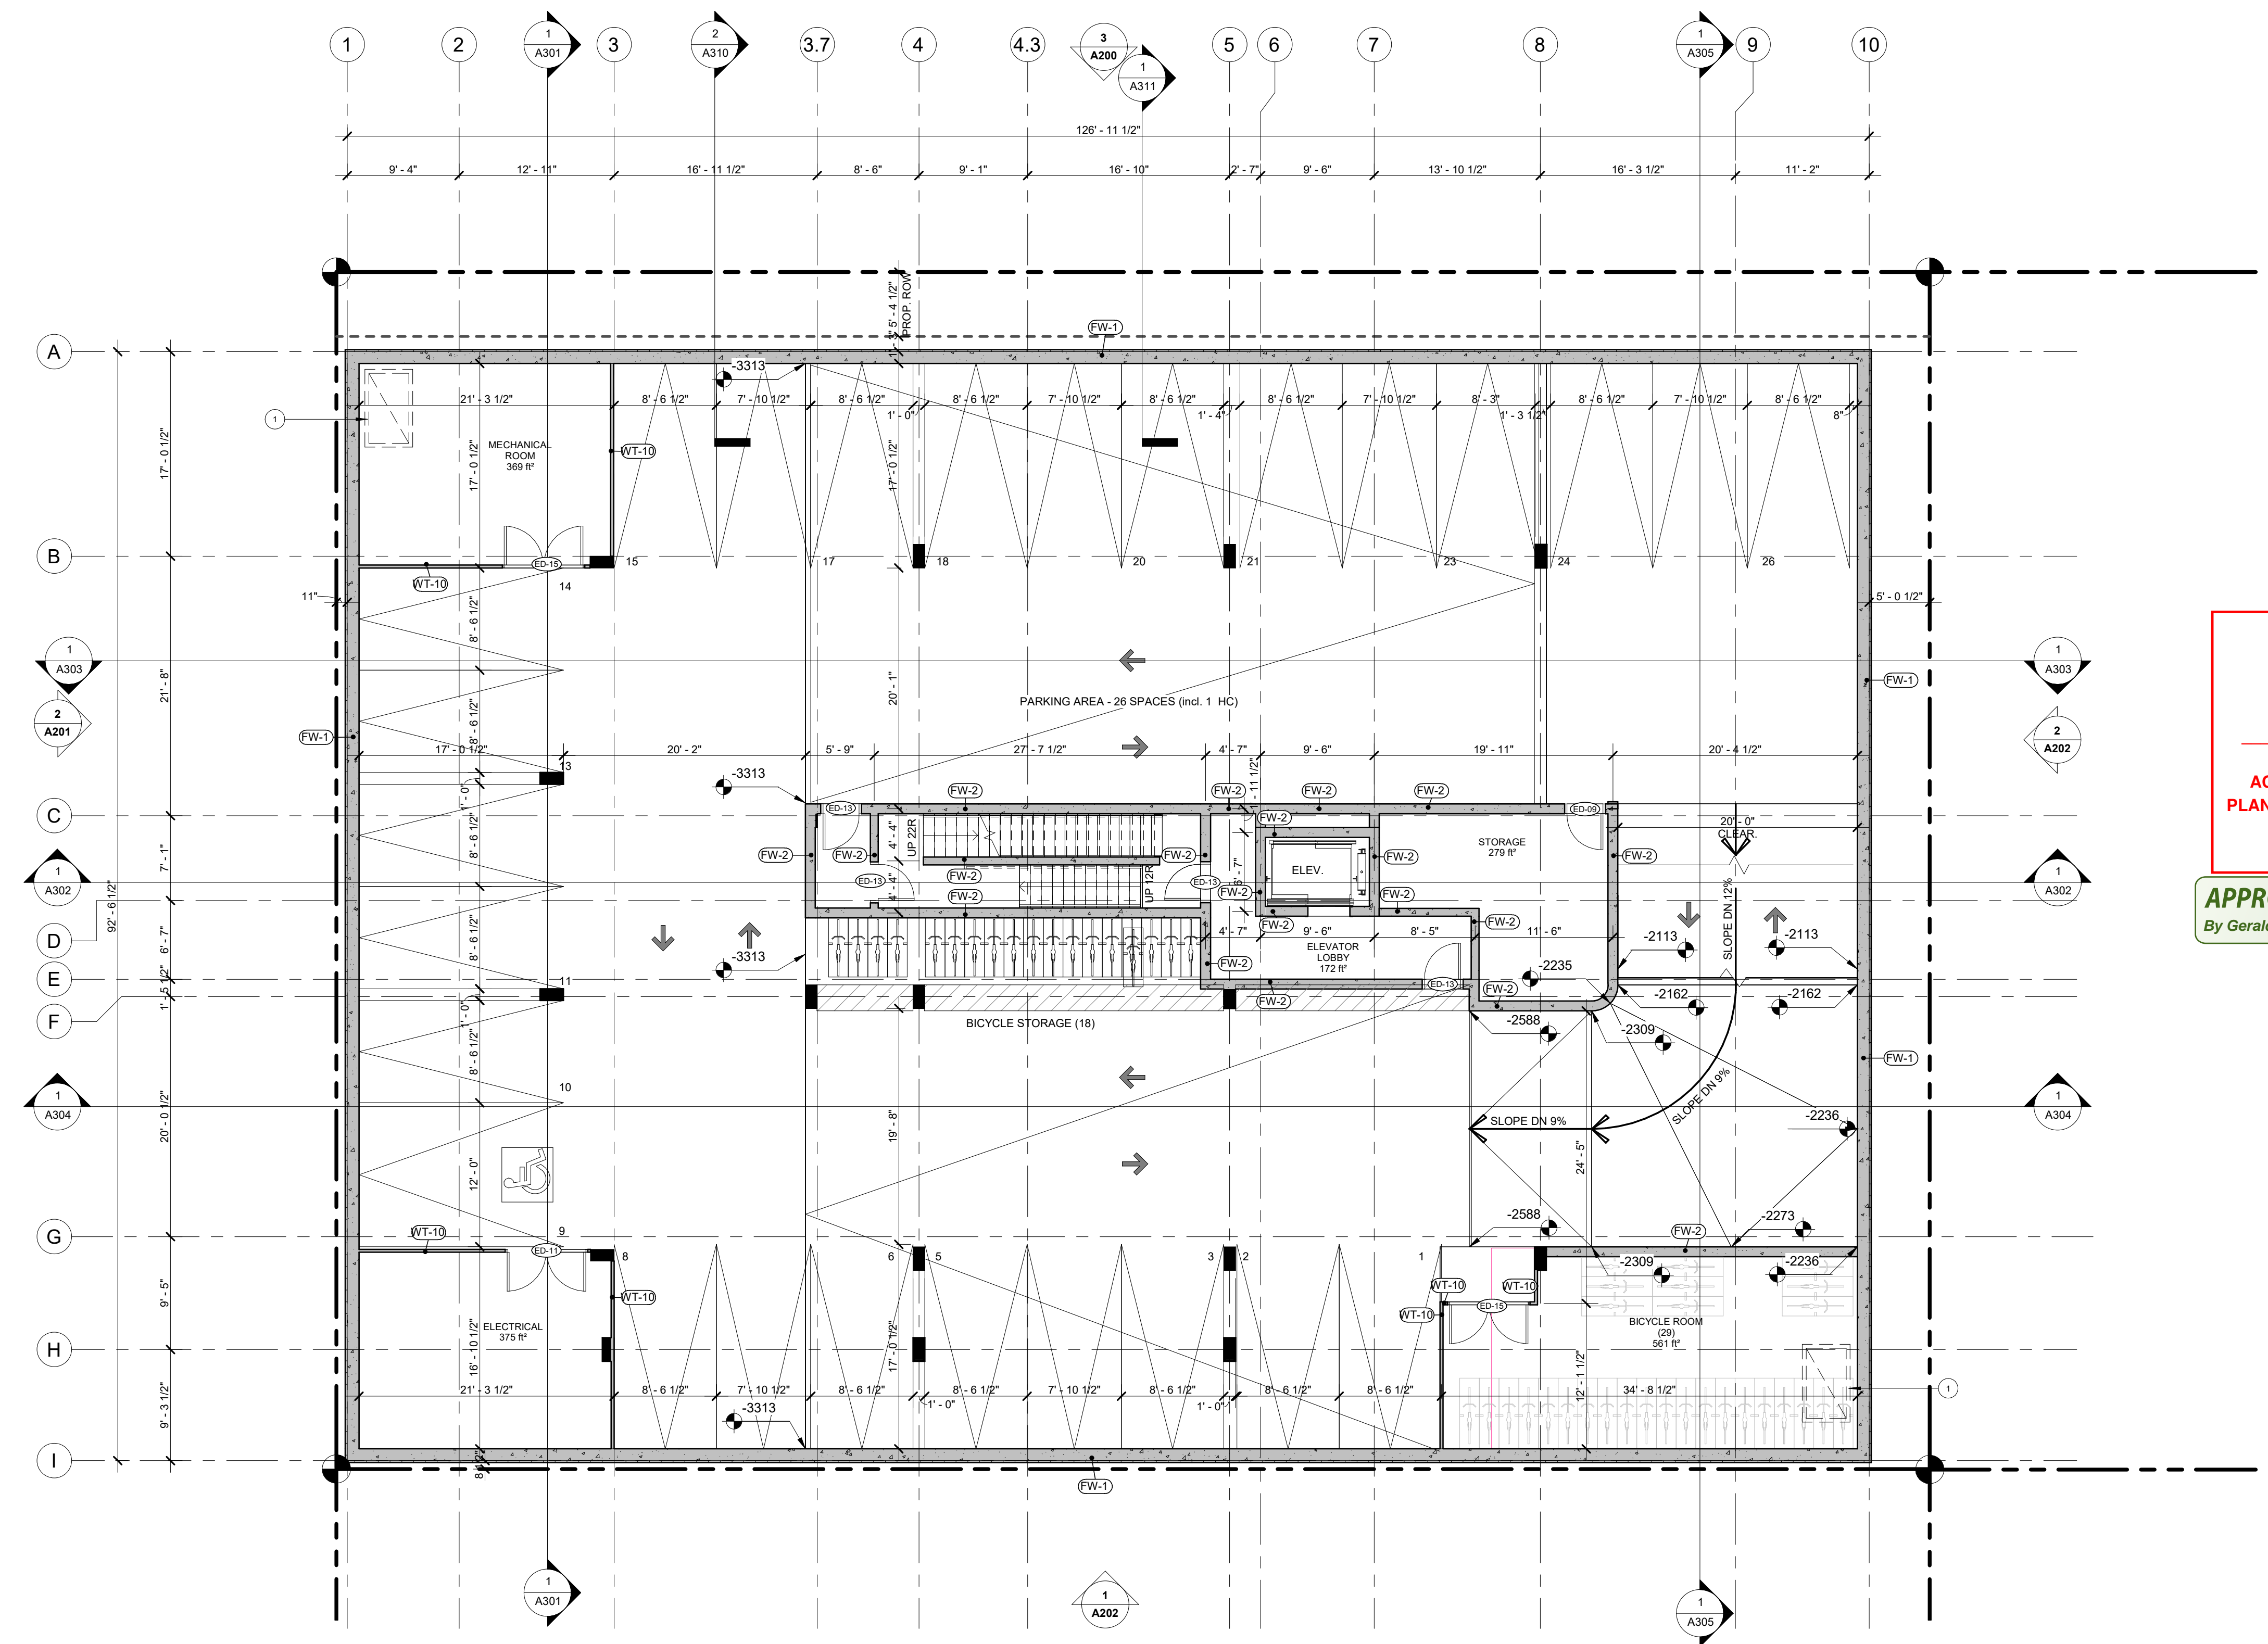 1
2
1
A301
3
2
A310
3.7
4
4.3
3
A200
1
A311
5
6
7
8
1
A305
9
10
126' - 11 1/2"
9' - 4"
12' - 11"
16' - 11 1/2"
8' - 6"
9' - 1"
16' - 10"
2' - 7"
9' - 6"
13' - 10 1/2"
16' - 3 1/2"
11' - 2"
5' - 4 1/2"
PROP. ROW
1' - 3"
FW-1
A
B
C
D
E
F
G
H
I
92' - 6 1/2"
17' - 0 1/2"
21' - 8"
7' - 1"
6' - 7"
1' - 5 1/2"
20' - 0 1/2"
9' - 5"
9' - 3 1/2"
1
A303
2
A201
1
A302
1
A304
1
-3313
21' - 3 1/2"
8' - 6 1/2"
7' - 10 1/2"
8' - 6 1/2"
1' - 0"
8' - 6 1/2"
7' - 10 1/2"
8' - 6 1/2"
1' - 4"
8' - 6 1/2"
7' - 10 1/2"
8' - 3"
1' - 3 1/2"
8' - 6 1/2"
7' - 10 1/2"
8' - 6 1/2"
8"
MECHANICAL
ROOM
369 ft²
17' - 0 1/2"
WT-10
17' - 0 1/2"
ED-15
WT-10
15
17
18
20
21
23
24
26
14
11"
5' - 0 1/2"
8' - 6 1/2"
8' - 6 1/2"
20' - 1"
PARKING AREA - 26 SPACES (incl. 1 HC)
FW-1
FW-1
1
A303
2
A202
17' - 0 1/2"
20' - 2"
5' - 9"
27' - 7 1/2"
4' - 7"
9' - 6"
19' - 11"
20' - 4 1/2"
13
-3313
1' - 0"
1' - 11 1/2"
FW-2
FW-2
FW-2
FW-2
ED-13
ED-09
FW-2
20' - 0"
CLEAR.
8' - 6 1/2"
UP 22R
4' - 4"
FW-2
FW-2
FW-2
FW-2
FW-2
STORAGE
279 ft²
FW-2
ELEV.
ED-13
FW-2
ED-13
UP 12R
4' - 4"
FW-2
FW-2
6' - 7"
FW-2
FW-2
FW-2
SLOPE DN 12%
1
A302
8' - 6 1/2"
4' - 7"
9' - 6"
8' - 5"
11' - 6"
-2113
-2113
ELEVATOR
LOBBY
172 ft²
-3313
FW-2
-2235
11
ED-13
FW-2
FW-2
-2162
-2162
1' - 0"
BICYCLE STORAGE (18)
-2588
-2309
8' - 6 1/2"
FW-1
10
19' - 8"
SLOPE DN 9%
SLOPE DN 9%
-2236
1
A304
12' - 0"
24' - 5"
9
WT-10
ED-11
8
6
5
3
2
1
-2588
FW-2
-2273
-2309
-2236
WT-10
WT-10
WT-10
WT-10
ED-15
ELECTRICAL
375 ft²
16' - 10 1/2"
17' - 0 1/2"
BICYCLE ROOM
(29)
561 ft²
12' - 1 1/2"
21' - 3 1/2"
8' - 6 1/2"
7' - 10 1/2"
8' - 6 1/2"
1' - 0"
8' - 6 1/2"
7' - 10 1/2"
8' - 6 1/2"
1' - 0"
8' - 6 1/2"
8' - 6 1/2"
34' - 8 1/2"
1
-3313
8 1/2"
FW-1
1
A301
1
A202
1
A305
AC
PLAN
APPR
By Geral